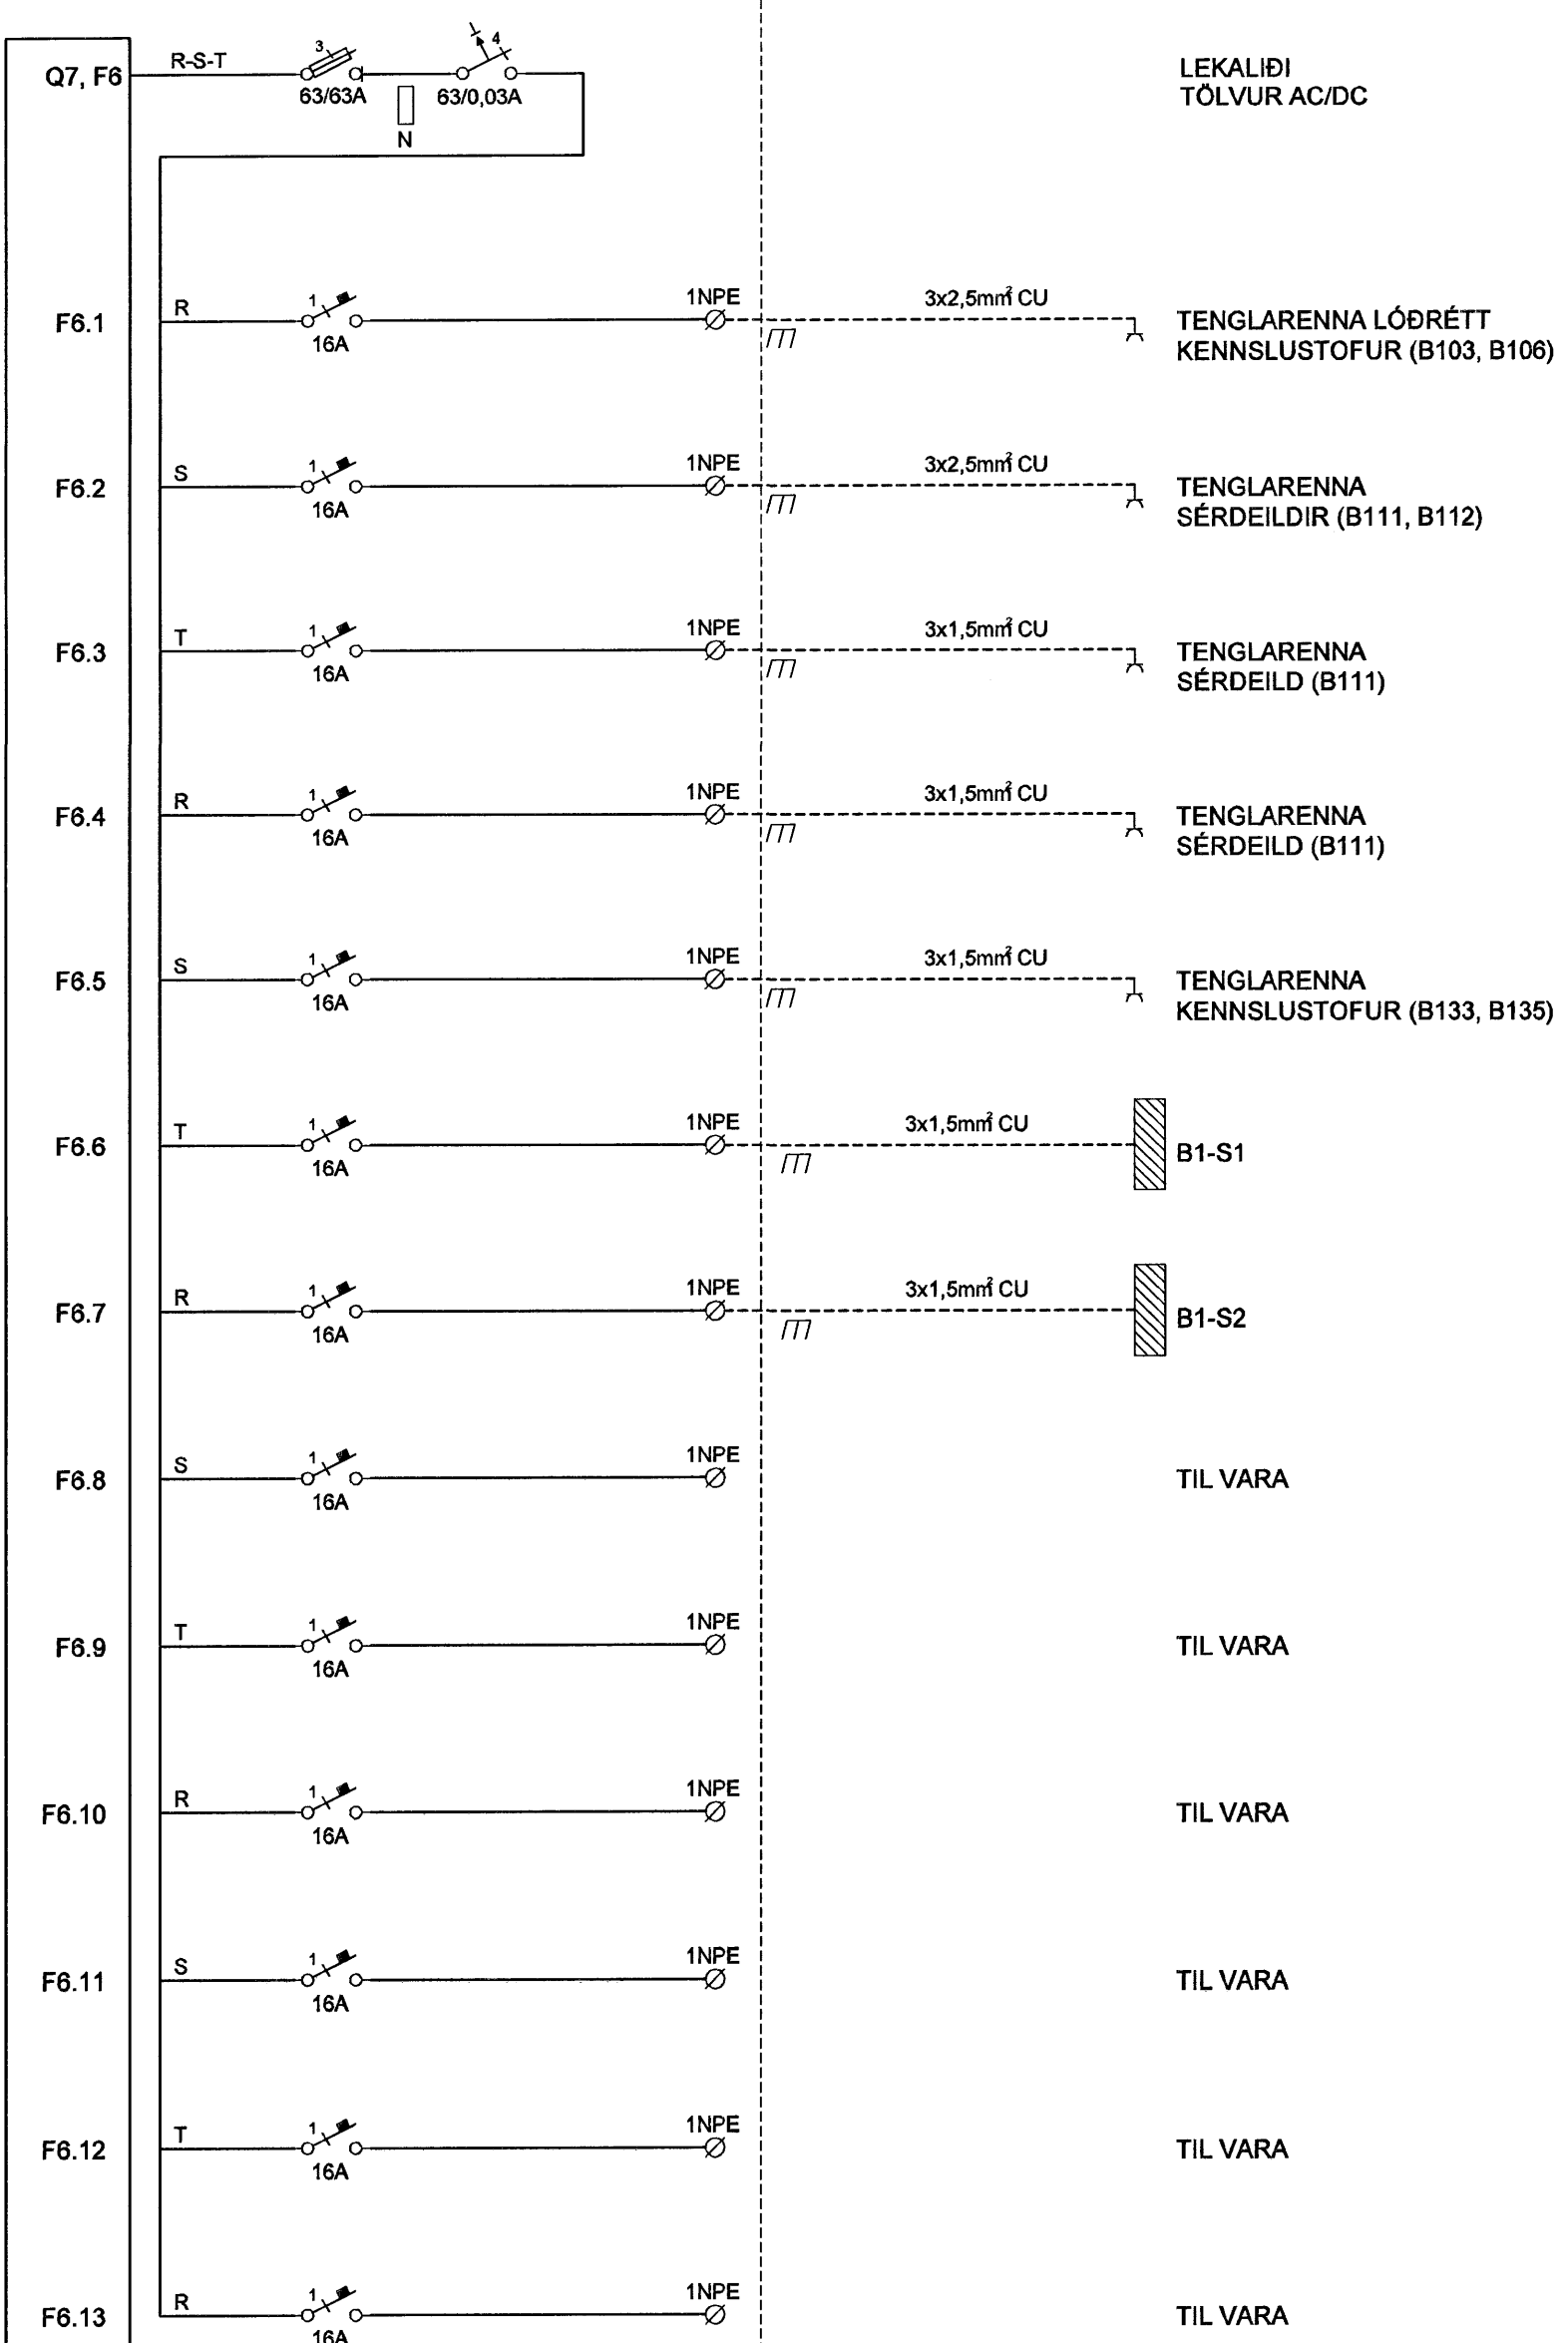 Q7, F6
R-S-T
3
63/63A
N
4
63/0,03A
LEKALIÐI
TÖLVUR AC/DC
F6.1
R
1
16A
1NPE
3x2,5mm² CU
TENGLARENNA LÓÐRÉTT
KENNSLUSTOFUR (B103, B106)
F6.2
S
1
16A
1NPE
3x2,5mm² CU
TENGLARENNA
SÉRDEILDIR (B111, B112)
F6.3
T
1
16A
1NPE
3x1,5mm² CU
TENGLARENNA
SÉRDEILD (B111)
F6.4
R
1
16A
1NPE
3x1,5mm² CU
TENGLARENNA
SÉRDEILD (B111)
F6.5
S
1
16A
1NPE
3x1,5mm² CU
TENGLARENNA
KENNSLUSTOFUR (B133, B135)
F6.6
T
1
16A
1NPE
3x1,5mm² CU
B1-S1
F6.7
R
1
16A
1NPE
3x1,5mm² CU
B1-S2
F6.8
S
1
16A
1NPE
TIL VARA
F6.9
T
1
16A
1NPE
TIL VARA
F6.10
R
1
16A
1NPE
TIL VARA
F6.11
S
1
16A
1NPE
TIL VARA
F6.12
T
1
16A
1NPE
TIL VARA
F6.13
R
1
16A
1NPE
TIL VARA